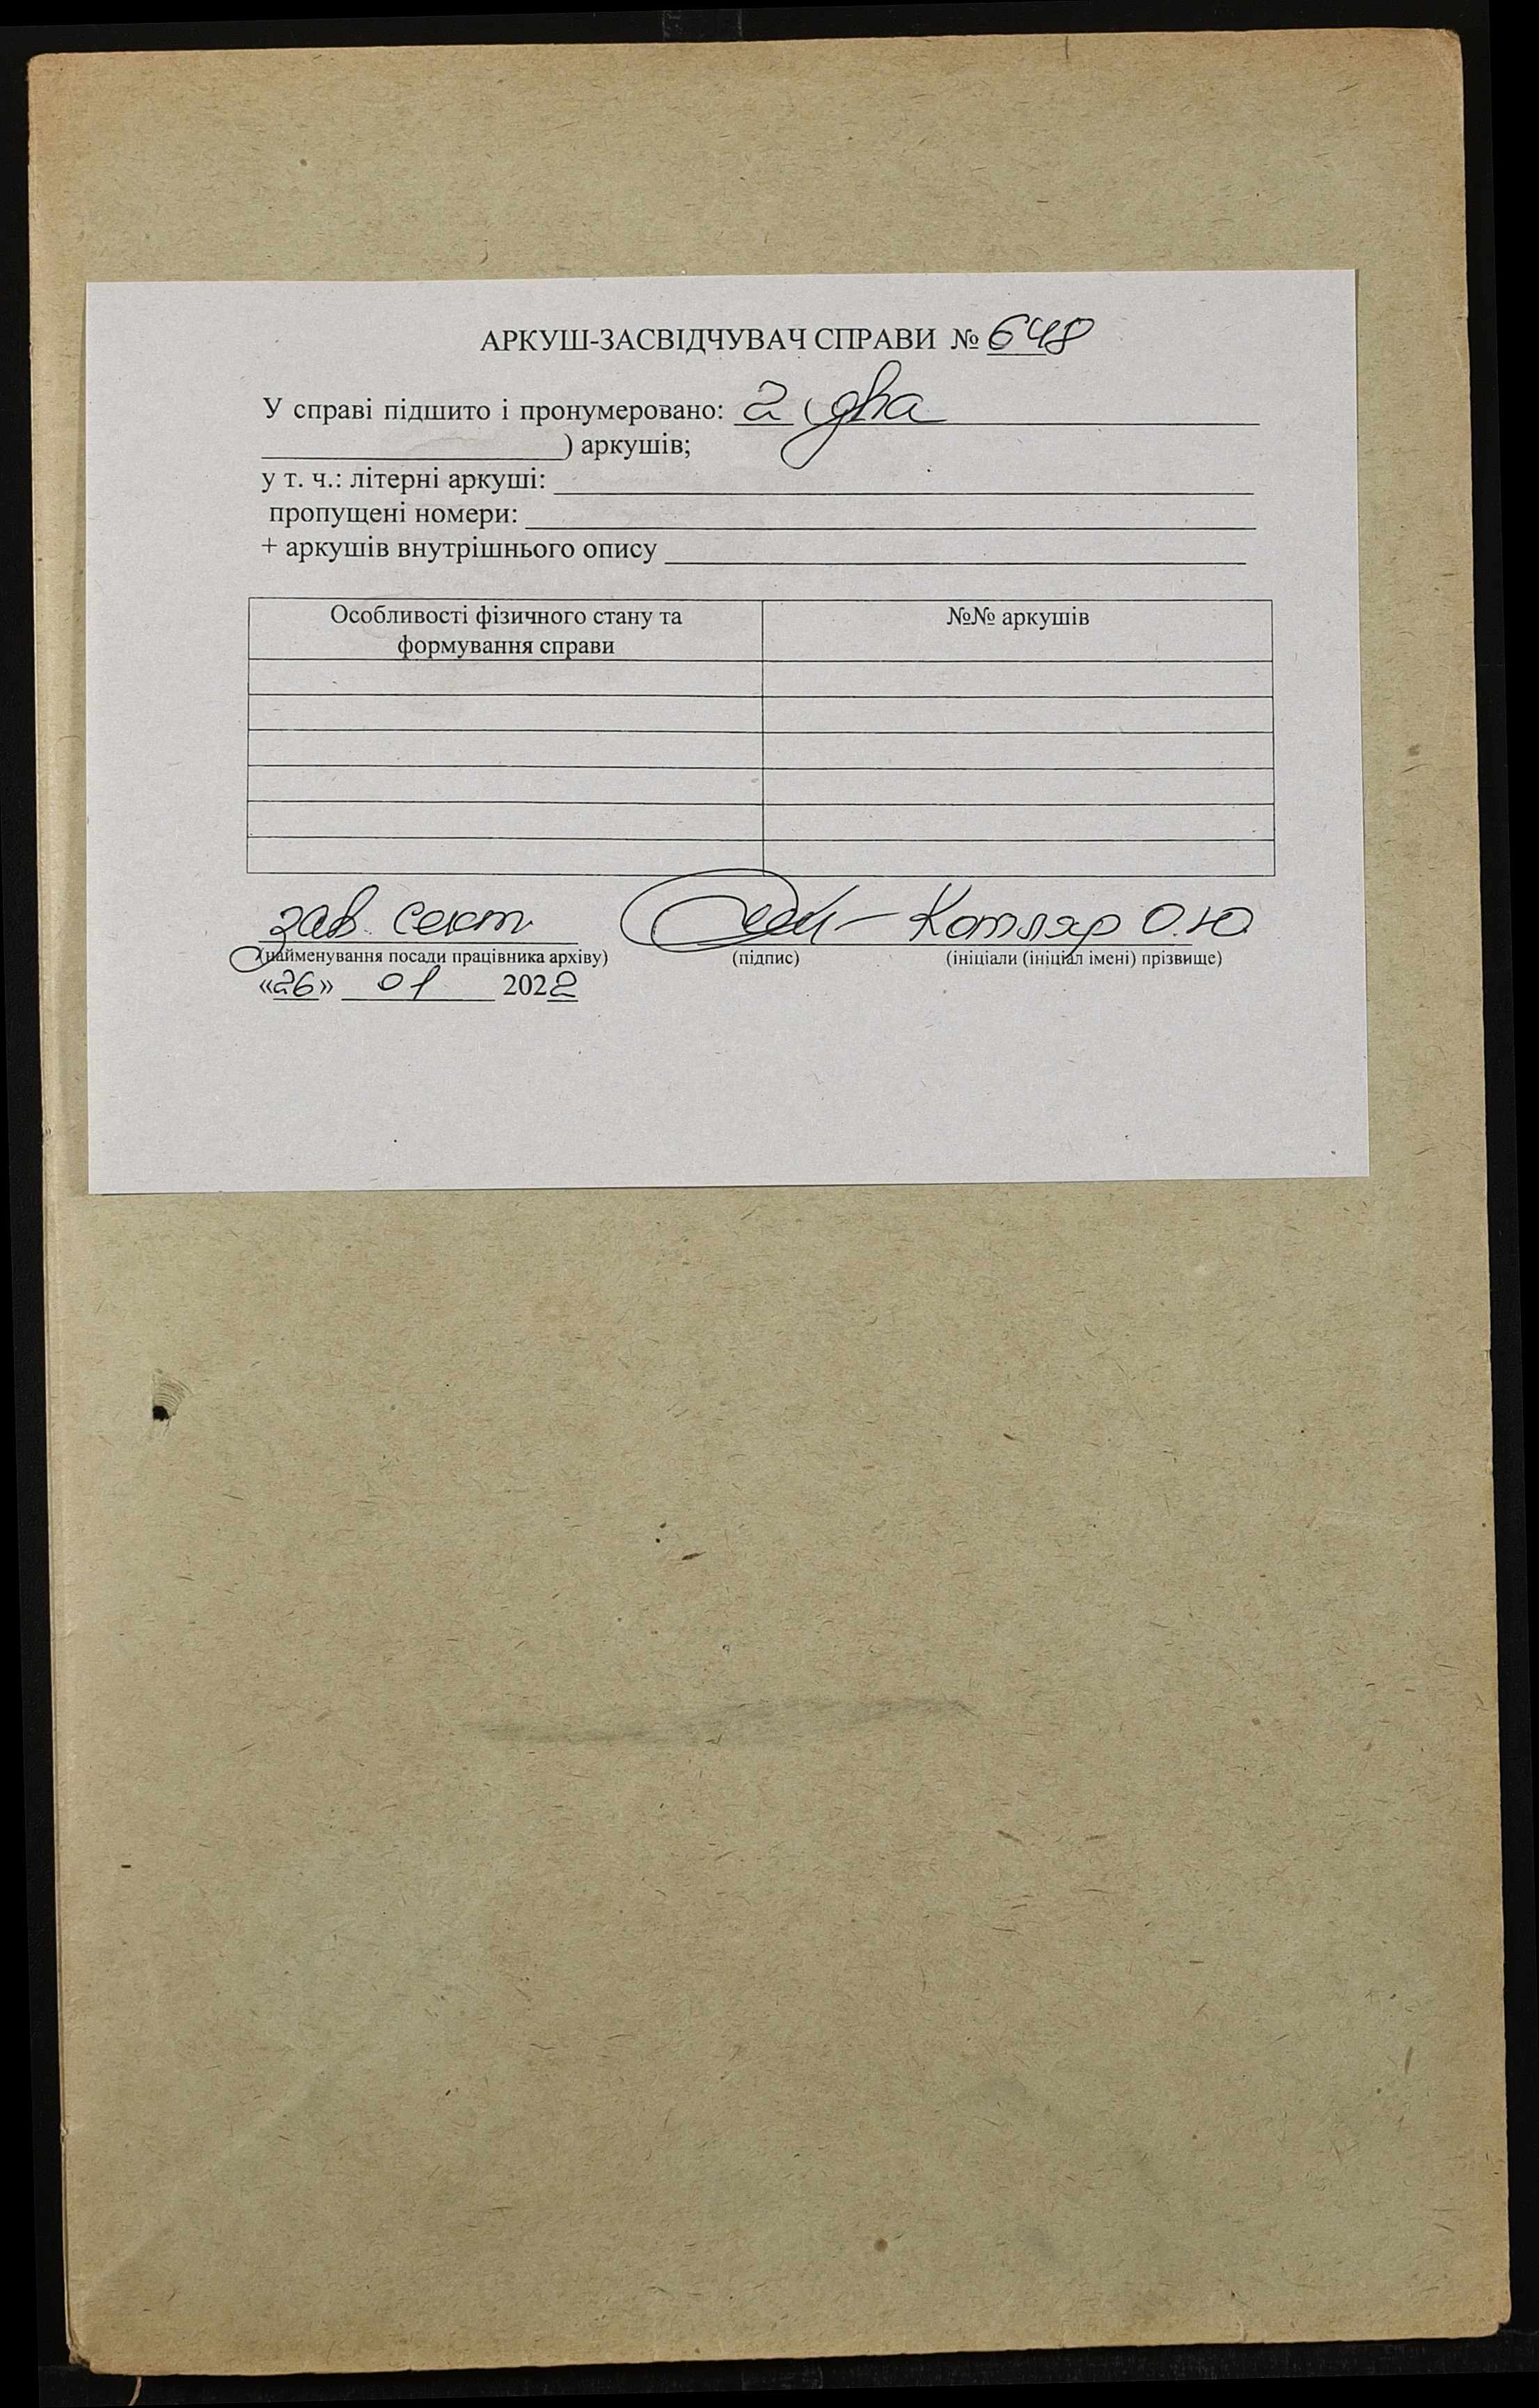 АРКУШ-ЗАСВІДЧУВАЧ СПРАВИ № 648
У справі підшито і пронумеровано: 2 (два
) аркушів;
у т. ч.: літерні аркуші:
пропущені номери:
+ аркушів внутрішнього опису
Особливості фізичного стану та формування справи №№ аркушів
зав. сект. Котляр О.Ю
(найменування посади працівника архіву) (підпис) (ініціали (ініціал імені) прізвище)
«26» 01 2022